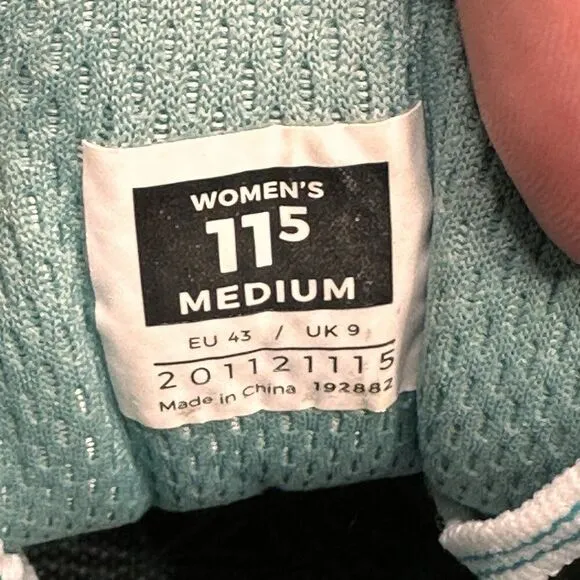 WOMEN'S
11⁵
MEDIUM
EU 43 / UK 9
201121115
Made in China 192882